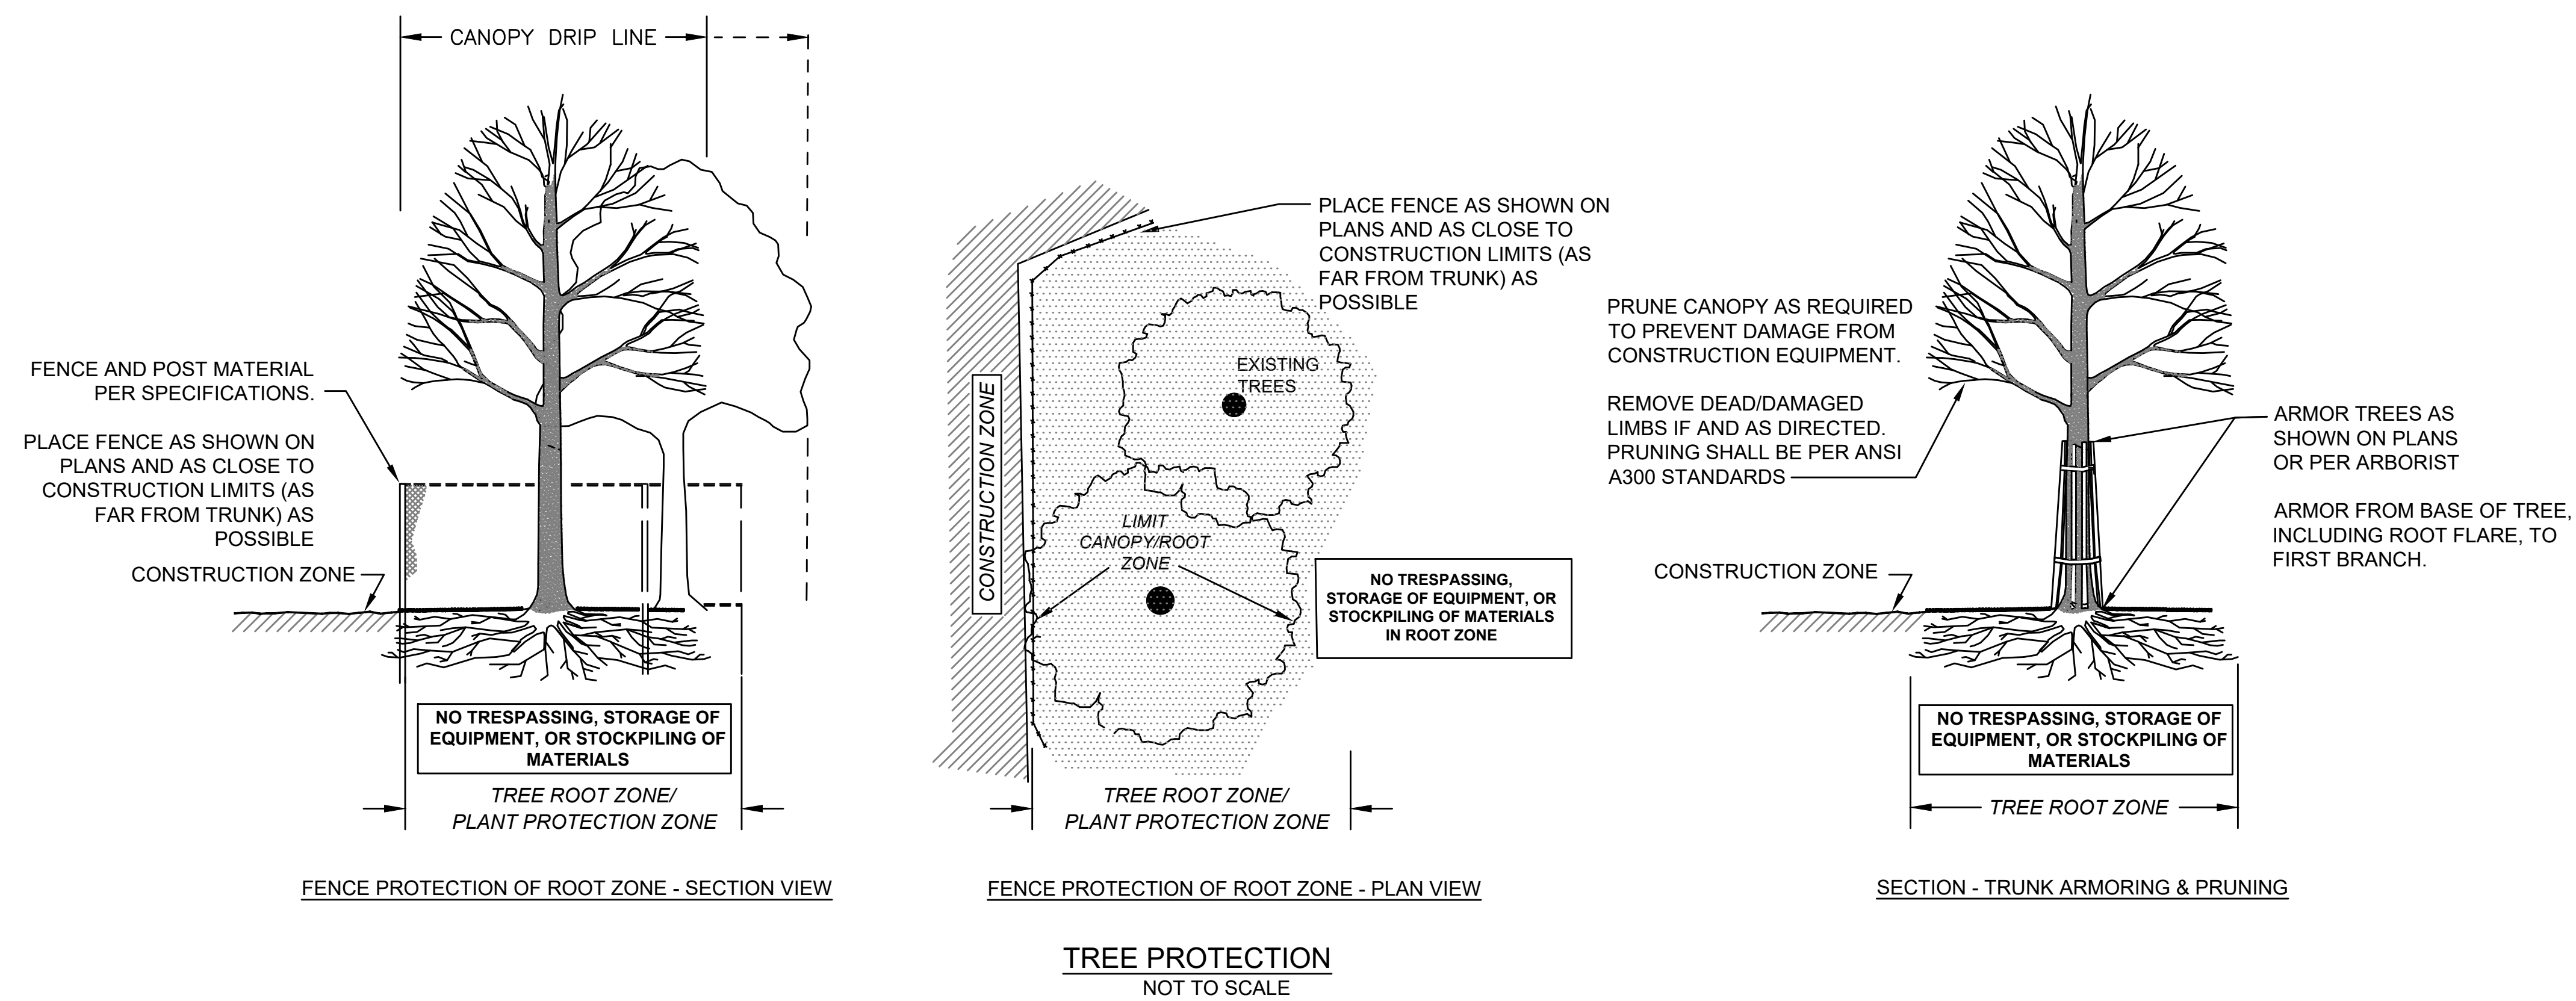 CANOPY DRIP LINE
FENCE AND POST MATERIAL
PER SPECIFICATIONS.
PLACE FENCE AS SHOWN ON
PLANS AND AS CLOSE TO
CONSTRUCTION LIMITS (AS
FAR FROM TRUNK) AS
POSSIBLE
CONSTRUCTION ZONE
NO TRESPASSING, STORAGE OF
EQUIPMENT, OR STOCKPILING OF
MATERIALS
TREE ROOT ZONE/
PLANT PROTECTION ZONE
FENCE PROTECTION OF ROOT ZONE - SECTION VIEW
PLACE FENCE AS SHOWN ON
PLANS AND AS CLOSE TO
CONSTRUCTION LIMITS (AS
FAR FROM TRUNK) AS
POSSIBLE
EXISTING
TREES
CONSTRUCTION ZONE
LIMIT
CANOPY/ROOT
ZONE
NO TRESPASSING,
STORAGE OF EQUIPMENT, OR
STOCKPILING OF MATERIALS
IN ROOT ZONE
TREE ROOT ZONE/
PLANT PROTECTION ZONE
FENCE PROTECTION OF ROOT ZONE - PLAN VIEW
PRUNE CANOPY AS REQUIRED
TO PREVENT DAMAGE FROM
CONSTRUCTION EQUIPMENT.
REMOVE DEAD/DAMAGED
LIMBS IF AND AS DIRECTED.
PRUNING SHALL BE PER ANSI
A300 STANDARDS
ARMOR TREES AS
SHOWN ON PLANS
OR PER ARBORIST
ARMOR FROM BASE OF TREE,
INCLUDING ROOT FLARE, TO
FIRST BRANCH.
CONSTRUCTION ZONE
NO TRESPASSING, STORAGE OF
EQUIPMENT, OR STOCKPILING OF
MATERIALS
TREE ROOT ZONE
SECTION - TRUNK ARMORING & PRUNING
TREE PROTECTION
NOT TO SCALE